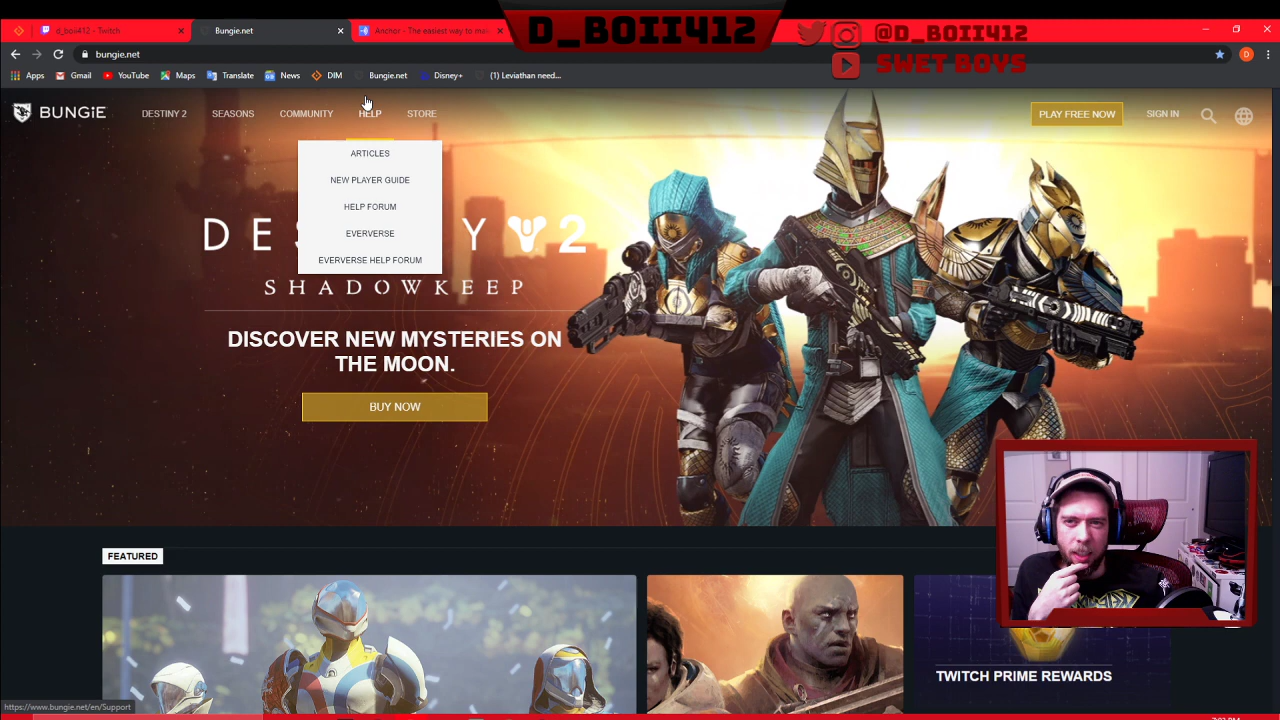 D_BOII412
@D_BOII412
SWET BOYS
d_boii412 - Twitch
Bungie.net
Anchor - The easiest way to ma
bungie.net
D
Apps
Gmail
YouTube
Maps
Translate
News
DIM
Bungie.net
Disney+
(1) Leviathan need...
BUNGiE
DESTINY 2
SEASONS
COMMUNITY
HELP
STORE
PLAY FREE NOW
SIGN IN
ARTICLES
NEW PLAYER GUIDE
HELP FORUM
EVERVERSE
EVERVERSE HELP FORUM
DES Y 2
SHADOWKEEP
DISCOVER NEW MYSTERIES ON
THE MOON.
BUY NOW
FEATURED
TWITCH PRIME REWARDS
https://www.bungie.net/en/Support